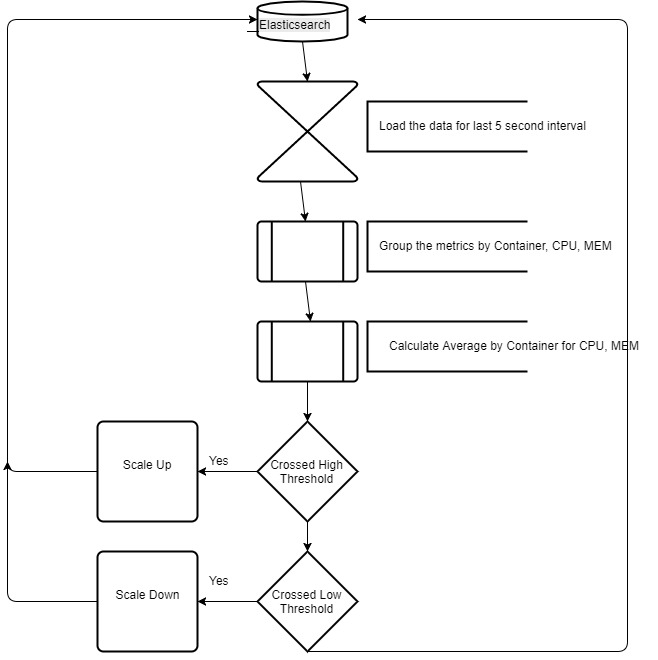 Elasticsearch
Load the data for last 5 second interval
Group the metrics by Container, CPU, MEM
Calculate Average by Container for CPU, MEM
Scale Up
Yes
Crossed High
Threshold
Scale Down
Yes
Crossed Low
Threshold